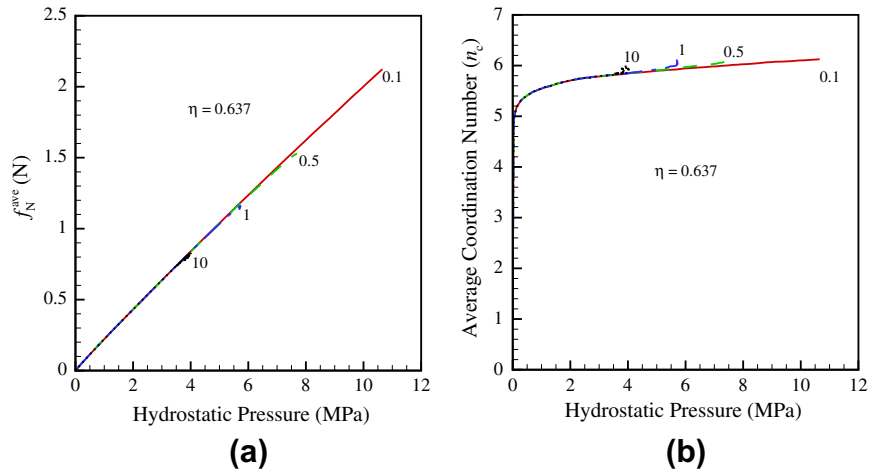 2.5
2
1.5
1
0.5
0
f_N^ave (N)
η = 0.637
0.1
0.5
1
10
0 2 4 6 8 10 12
Hydrostatic Pressure (MPa)
(a)
7
6
5
4
3
2
1
0
Average Coordination Number (n_c)
10
1
0.5
0.1
η = 0.637
0 2 4 6 8 10 12
Hydrostatic Pressure (MPa)
(b)